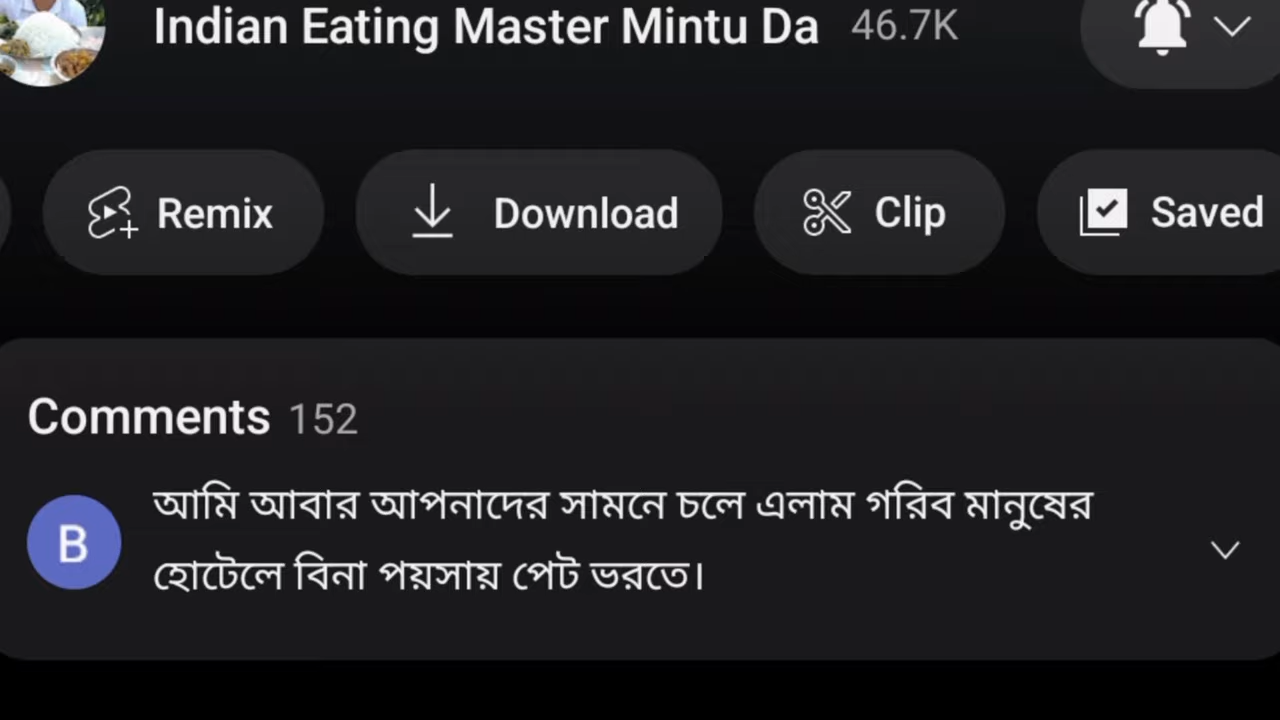 Indian Eating Master Mintu Da 46.7K
Remix Download Clip Saved
Comments 152
B
আমি আবার আপনাদের সামনে চলে এলাম গরিব মানুষের
হোটেলে বিনা পয়সায় পেট ভরতে।